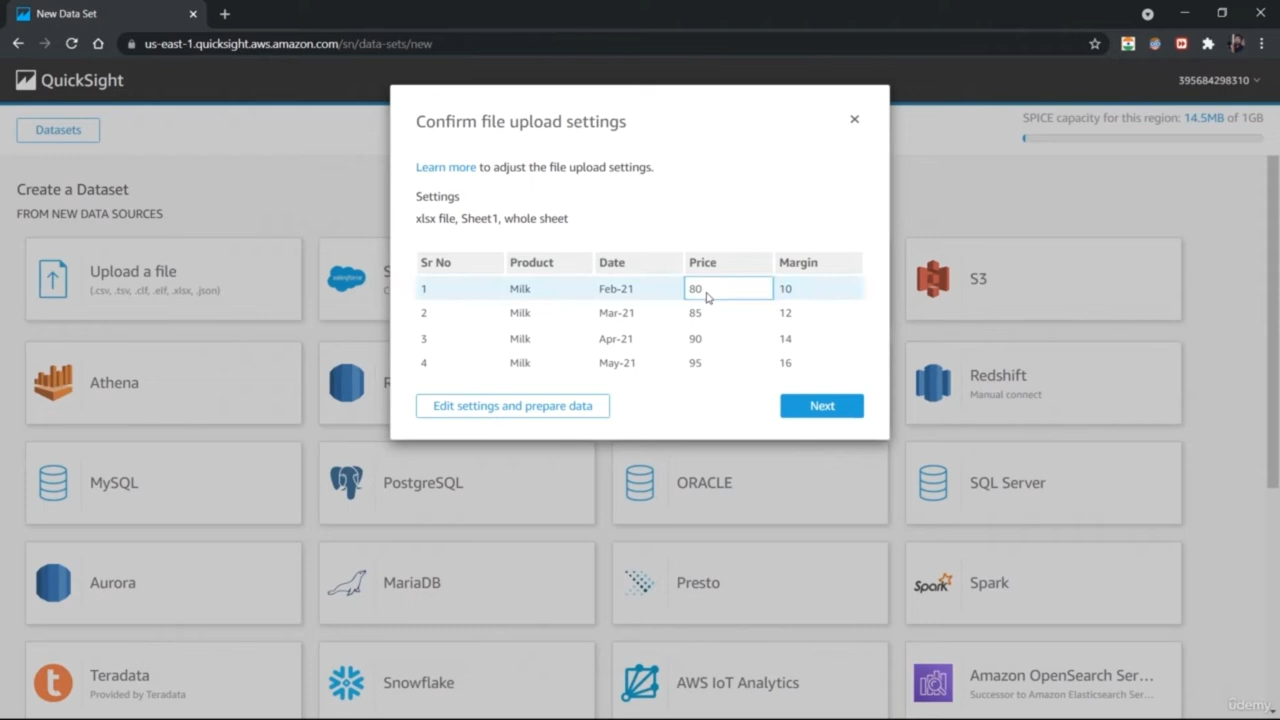 New Data Set
us-east-1.quicksight.aws.amazon.com/sn/data-sets/new
QuickSight
395684298310
Datasets
SPICE capacity for this region: 14.5MB of 1GB
Create a Dataset
FROM NEW DATA SOURCES
Confirm file upload settings
Learn more to adjust the file upload settings.
Settings
xlsx file, Sheet1, whole sheet
Sr No Product Date Price Margin
1 Milk Feb-21 80 10
2 Milk Mar-21 85 12
3 Milk Apr-21 90 14
4 Milk May-21 95 16
Edit settings and prepare data
Next
Upload a file
(.csv, .tsv, .clf, .elf, .xlsx, .json)
salesforce
S
C
S3
Athena
R
Redshift
Manual connect
MySQL
PostgreSQL
ORACLE
SQL Server
Aurora
MariaDB
Presto
Spark
Spark
Teradata
Provided by Teradata
Snowflake
AWS IoT Analytics
Amazon OpenSearch Ser...
Successor to Amazon Elasticsearch Ser...
udemy